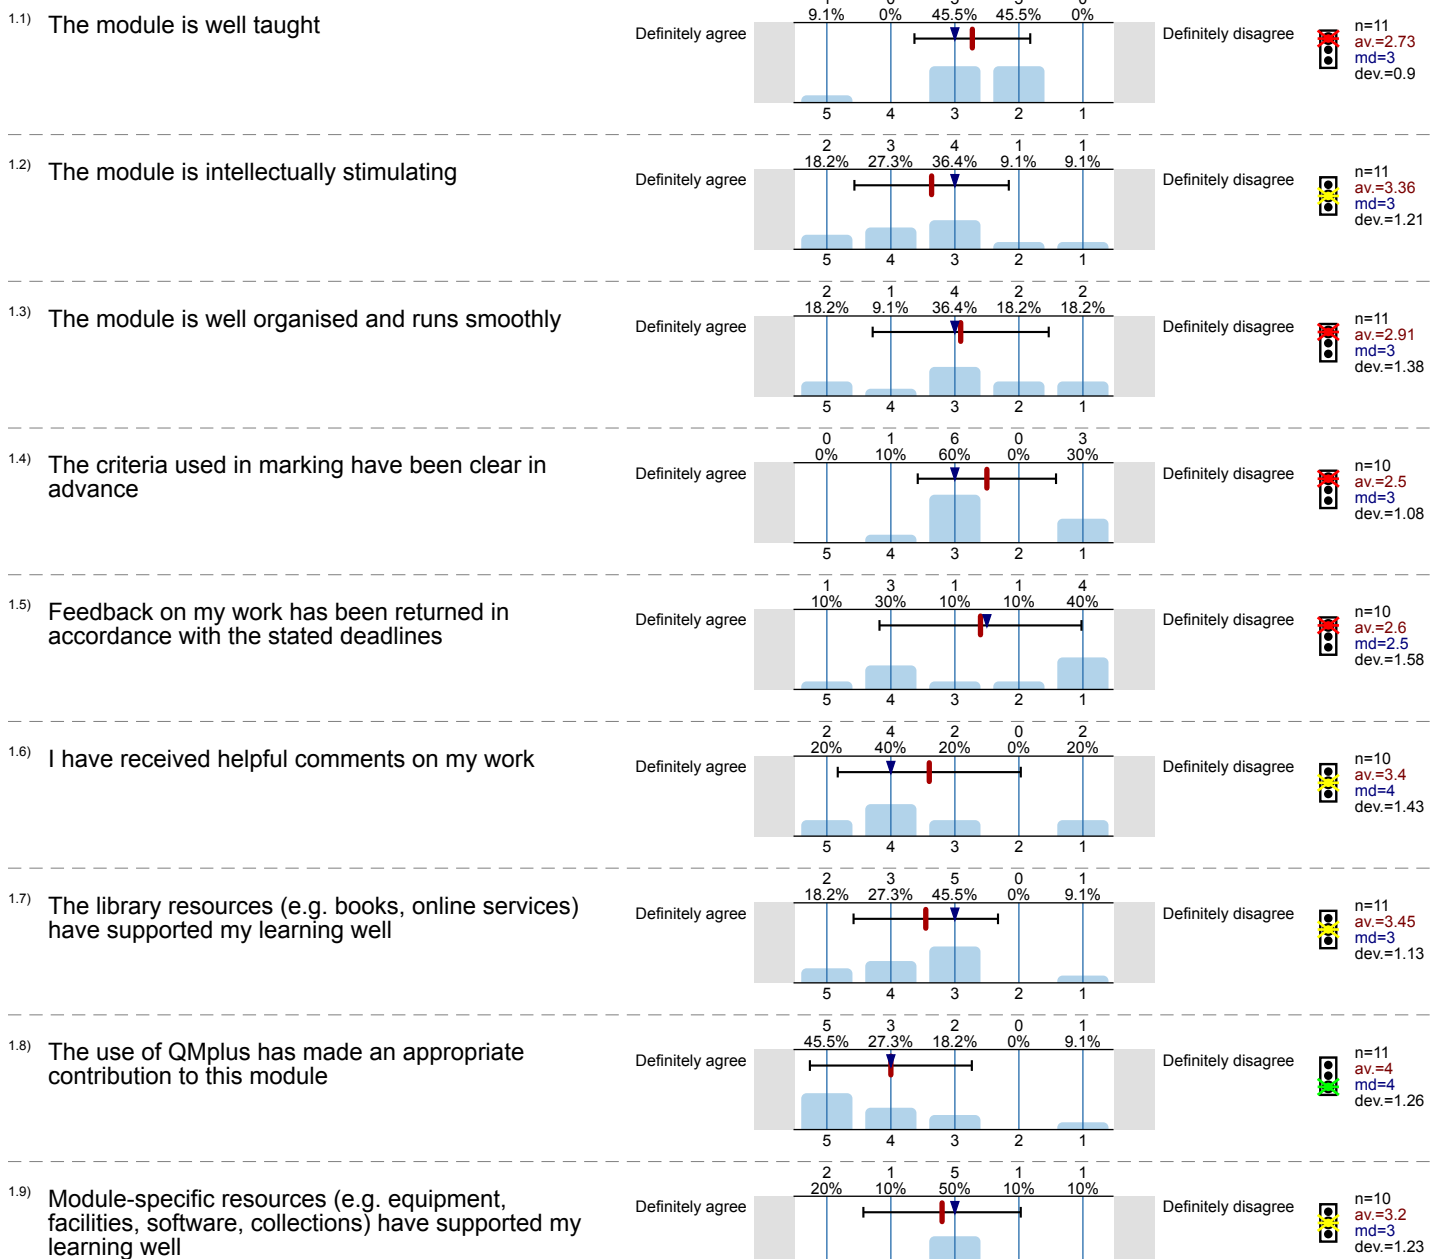 9.1% 0% 45.5% 45.5% 0%
1.1) The module is well taught
Definitely agree
Definitely disagree
n=11
av.=2.73
md=3
dev.=0.9
5 4 3 2 1
2 3 4 1 1
18.2% 27.3% 36.4% 9.1% 9.1%
1.2) The module is intellectually stimulating
Definitely agree
Definitely disagree
n=11
av.=3.36
md=3
dev.=1.21
5 4 3 2 1
2 1 4 2 2
18.2% 9.1% 36.4% 18.2% 18.2%
1.3) The module is well organised and runs smoothly
Definitely agree
Definitely disagree
n=11
av.=2.91
md=3
dev.=1.38
5 4 3 2 1
0 1 6 0 3
0% 10% 60% 0% 30%
1.4) The criteria used in marking have been clear in
advance
Definitely agree
Definitely disagree
n=10
av.=2.5
md=3
dev.=1.08
5 4 3 2 1
1 3 1 1 4
10% 30% 10% 10% 40%
1.5) Feedback on my work has been returned in
accordance with the stated deadlines
Definitely agree
Definitely disagree
n=10
av.=2.6
md=2.5
dev.=1.58
5 4 3 2 1
2 4 2 0 2
20% 40% 20% 0% 20%
1.6) I have received helpful comments on my work
Definitely agree
Definitely disagree
n=10
av.=3.4
md=4
dev.=1.43
5 4 3 2 1
2 3 5 0 1
18.2% 27.3% 45.5% 0% 9.1%
1.7) The library resources (e.g. books, online services)
have supported my learning well
Definitely agree
Definitely disagree
n=11
av.=3.45
md=3
dev.=1.13
5 4 3 2 1
5 3 2 0 1
45.5% 27.3% 18.2% 0% 9.1%
1.8) The use of QMplus has made an appropriate
contribution to this module
Definitely agree
Definitely disagree
n=11
av.=4
md=4
dev.=1.26
5 4 3 2 1
2 1 5 1 1
20% 10% 50% 10% 10%
1.9) Module-specific resources (e.g. equipment,
facilities, software, collections) have supported my
learning well
Definitely agree
Definitely disagree
n=10
av.=3.2
md=3
dev.=1.23